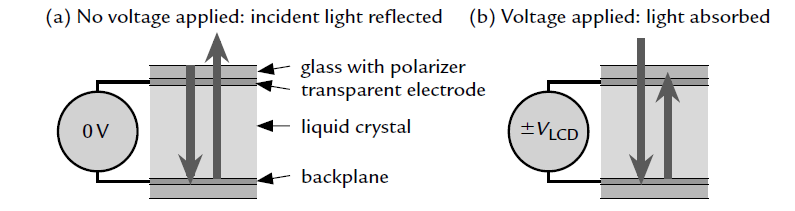 (a) No voltage applied: incident light reflected
(b) Voltage applied: light absorbed
glass with polarizer
transparent electrode
0 V
liquid crystal
±VLCD
backplane